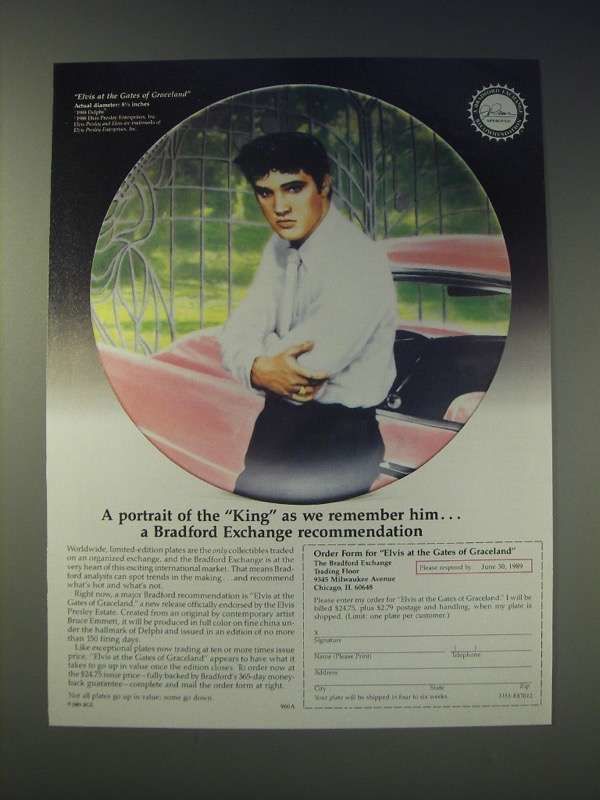 "Elvis at the Gates of Graceland"
Actual diameter: 8½ inches
©1988 Delphi
©1988 Elvis Presley Enterprises, Inc.
Elvis Presley and Elvis are trademarks of
Elvis Presley Enterprises, Inc.
BRADFORD EXCHANGE
APPROVED
RECOMMENDATION
A portrait of the "King" as we remember him...
a Bradford Exchange recommendation
Worldwide, limited-edition plates are the only collectibles traded
on an organized exchange, and the Bradford Exchange is at the
very heart of this exciting international market. That means Brad-
ford analysts can spot trends in the making...and recommend
what's hot and what's not.
Right now, a major Bradford recommendation is "Elvis at the
Gates of Graceland," a new release officially endorsed by the Elvis
Presley Estate. Created from an original by contemporary artist
Bruce Emmett, it will be produced in full color on fine china un-
der the hallmark of Delphi and issued in an edition of no more
than 150 firing days.
Like exceptional plates now trading at ten or more times issue
price, "Elvis at the Gates of Graceland" appears to have what it
takes to go up in value once the edition closes. To order now at
the $24.75 issue price—fully backed by Bradford's 365-day money-
back guarantee—complete and mail the order form at right.
Not all plates go up in value; some go down.
©1989 BGE
960A
Order Form for "Elvis at the Gates of Graceland"
The Bradford Exchange
Trading Floor
9345 Milwaukee Avenue
Chicago, IL 60648
Please respond by June 30, 1989
Please enter my order for "Elvis at the Gates of Graceland." I will be
billed $24.75, plus $2.79 postage and handling, when my plate is
shipped. (Limit: one plate per customer.)
X
Signature
Name (Please Print)
( )
Telephone
Address
City
State
Zip
Your plate will be shipped in four to six weeks.